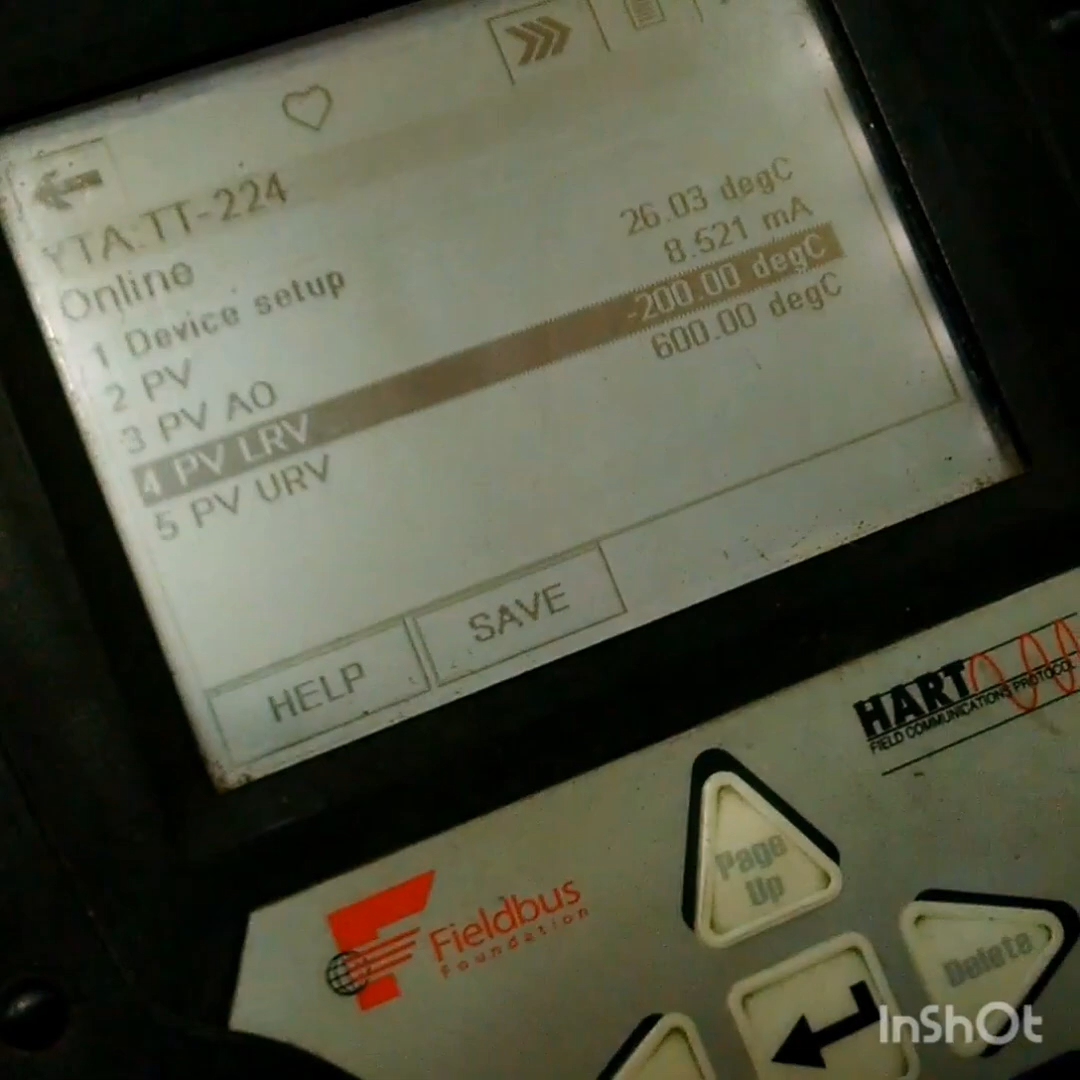 YTA:TT-224
Online
1 Device setup
2 PV 26.03 degC
3 PV AO 8.521 mA
4 PV LRV -200.00 degC
5 PV URV 600.00 degC
HELP SAVE
HART
FIELD COMMUNICATIONS PROTOCOL
Fieldbus
Foundation
Page
Up
Delete
InShOt